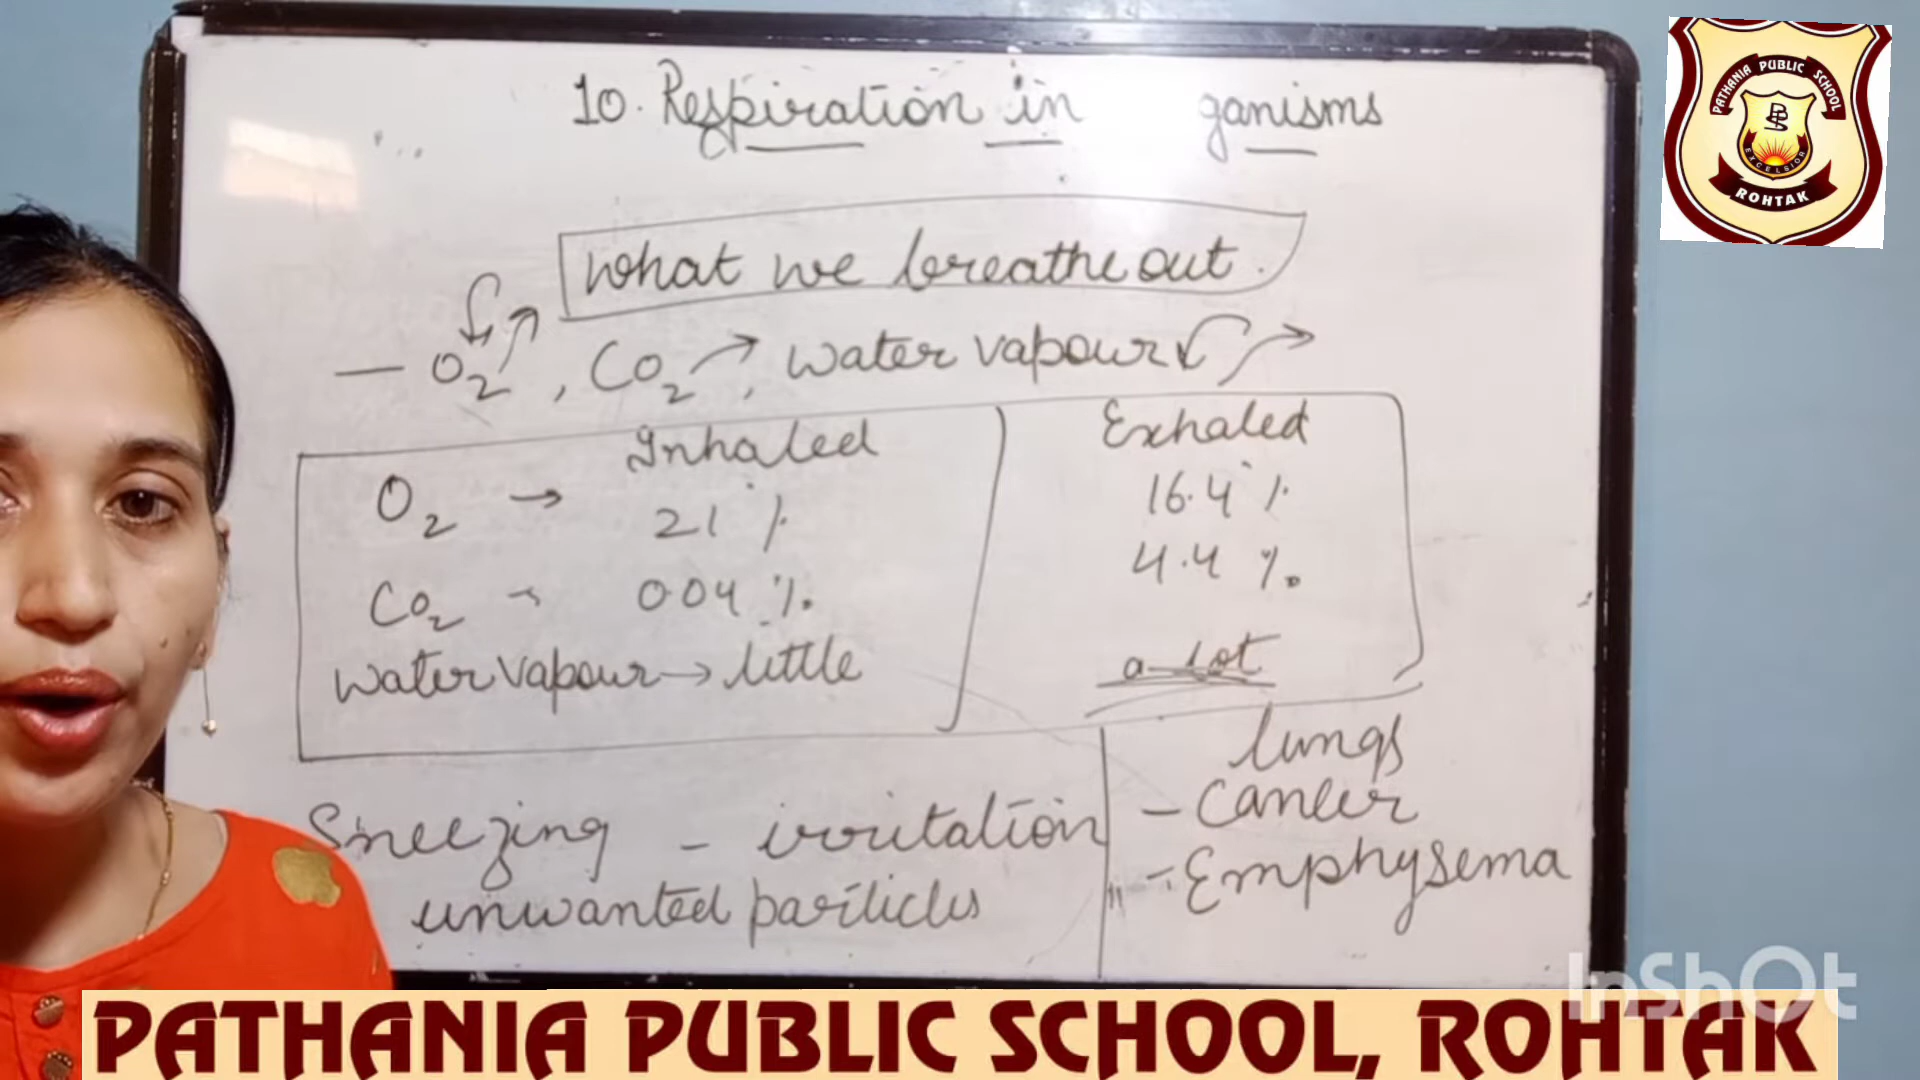 10. Respiration in ganisms
What we breathe out.
— O2, CO2, water vapour
Inhaled Exhaled
O2 → 21 % 16.4 %
CO2 → 0.04 % 4.4 %
water vapour → little a lot
Sneezing - irritation
unwanted particles
lungs
- Cancer
- Emphysema
PATHANIA PUBLIC SCHOOL
PS
EXCELSIOR
ROHTAK
InShOt
PATHANIA PUBLIC SCHOOL, ROHTAK